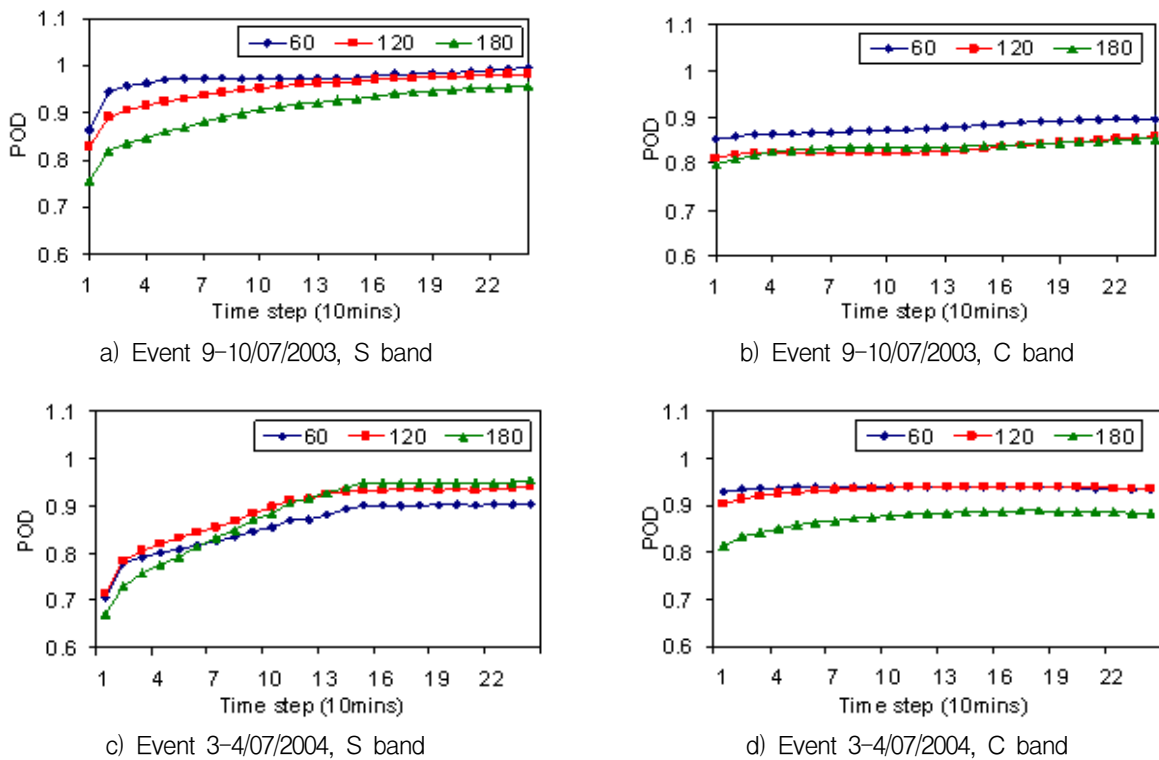 1.1
1
0.9
0.8
0.7
0.6
POD
60 120 180
1 4 7 10 13 16 19 22
Time step (10mins)
a) Event 9-10/07/2003, S band
1.1
1
0.9
0.8
0.7
0.6
POD
60 120 180
1 4 7 10 13 16 19 22
Time step (10mins)
b) Event 9-10/07/2003, C band
1.1
1
0.9
0.8
0.7
0.6
POD
60 120 180
1 4 7 10 13 16 19 22
Time step (10mins)
c) Event 3-4/07/2004, S band
1.1
1
0.9
0.8
0.7
0.6
POD
60 120 180
1 4 7 10 13 16 19 22
Time step (10mins)
d) Event 3-4/07/2004, C band